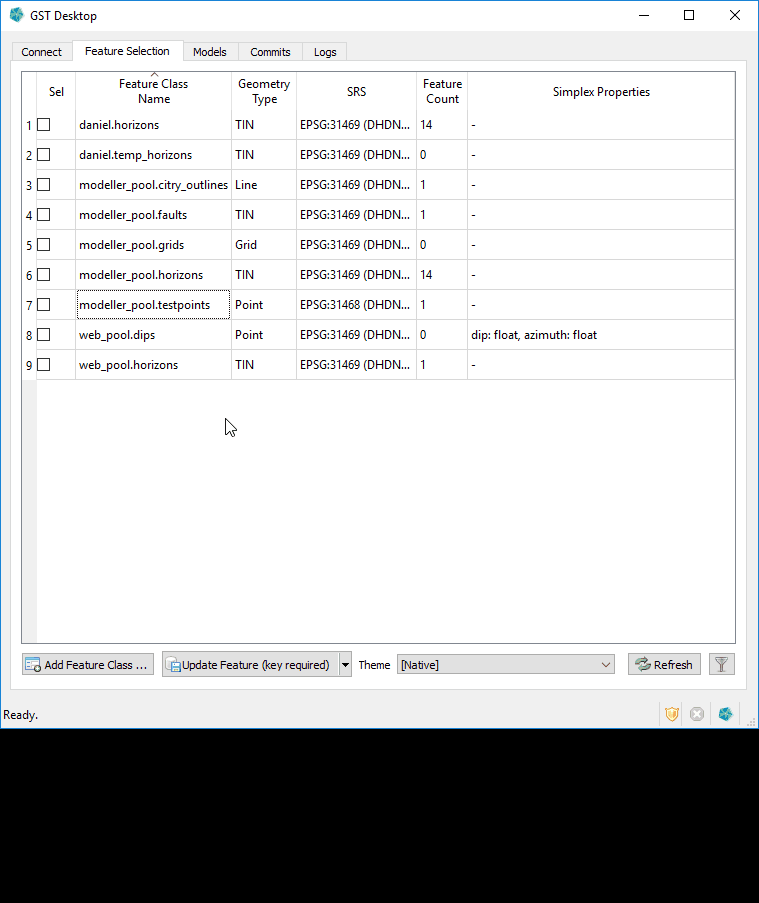 GST Desktop
Connect Feature Selection Models Commits Logs
Sel Feature Class Name Geometry Type SRS Feature Count Simplex Properties
1 daniel.horizons TIN EPSG:31469 (DHDN... 14 -
2 daniel.temp_horizons TIN EPSG:31469 (DHDN... 0 -
3 modeller_pool.citry_outlines Line EPSG:31469 (DHDN... 1 -
4 modeller_pool.faults TIN EPSG:31469 (DHDN... 1 -
5 modeller_pool.grids Grid EPSG:31469 (DHDN... 0 -
6 modeller_pool.horizons TIN EPSG:31469 (DHDN... 14 -
7 modeller_pool.testpoints Point EPSG:31468 (DHDN... 1 -
8 web_pool.dips Point EPSG:31469 (DHDN... 0 dip: float, azimuth: float
9 web_pool.horizons TIN EPSG:31469 (DHDN... 1 -
Add Feature Class ... Update Feature (key required) Theme [Native] Refresh
Ready.